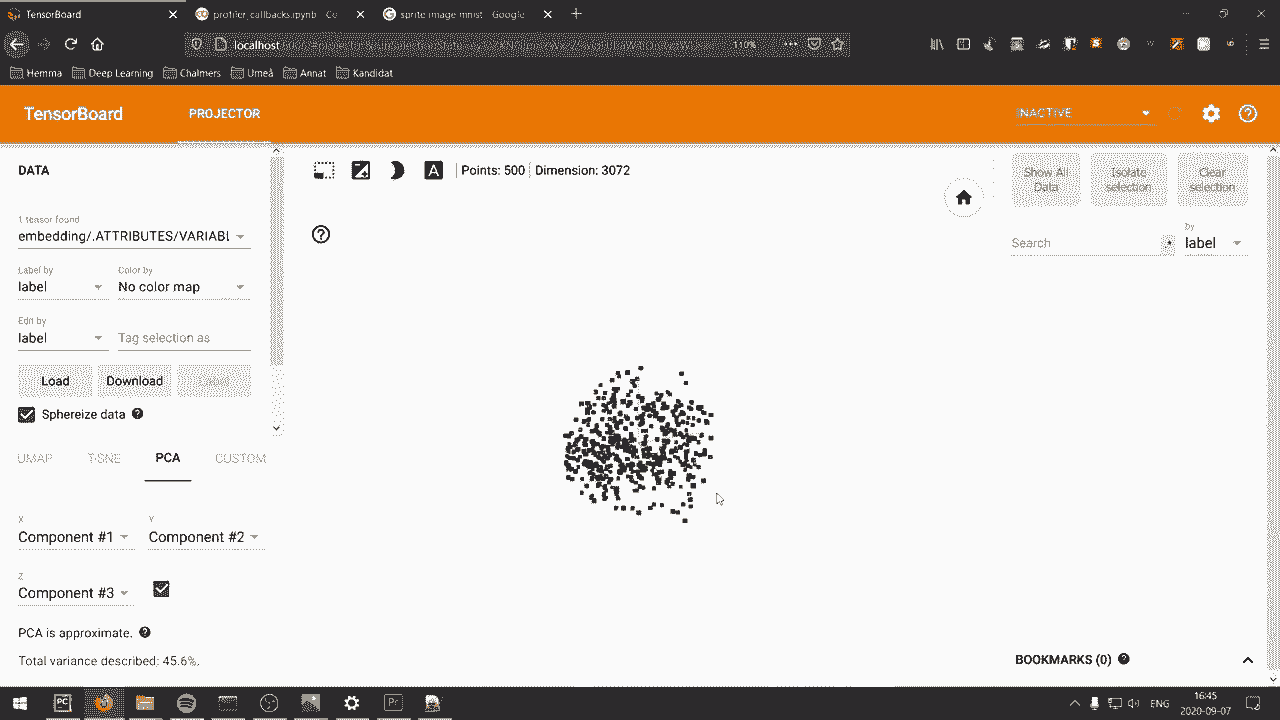 TensorBoard
profiler_callbacks.ipynb - Co
sprite image mnist - Google
localhost
110%
Hemma
Deep Learning
Chalmers
Umeå
Annat
Kandidat
TensorBoard
PROJECTOR
INACTIVE
DATA
Points: 500
Dimension: 3072
Show All
Data
Isolate
selection
Clear
selection
1 tensor found
embedding/.ATTRIBUTES/VARIABL
by
Search
.*
label
Label by
Color by
label
No color map
Edit by
label
Tag selection as
Load
Download
Sphereize data
UMAP
T-SNE
PCA
CUSTOM
X
Y
Component #1
Component #2
Z
Component #3
PCA is approximate.
Total variance described: 45.6%.
BOOKMARKS (0)
PC
Pr
ENG
16:45
2020-09-07